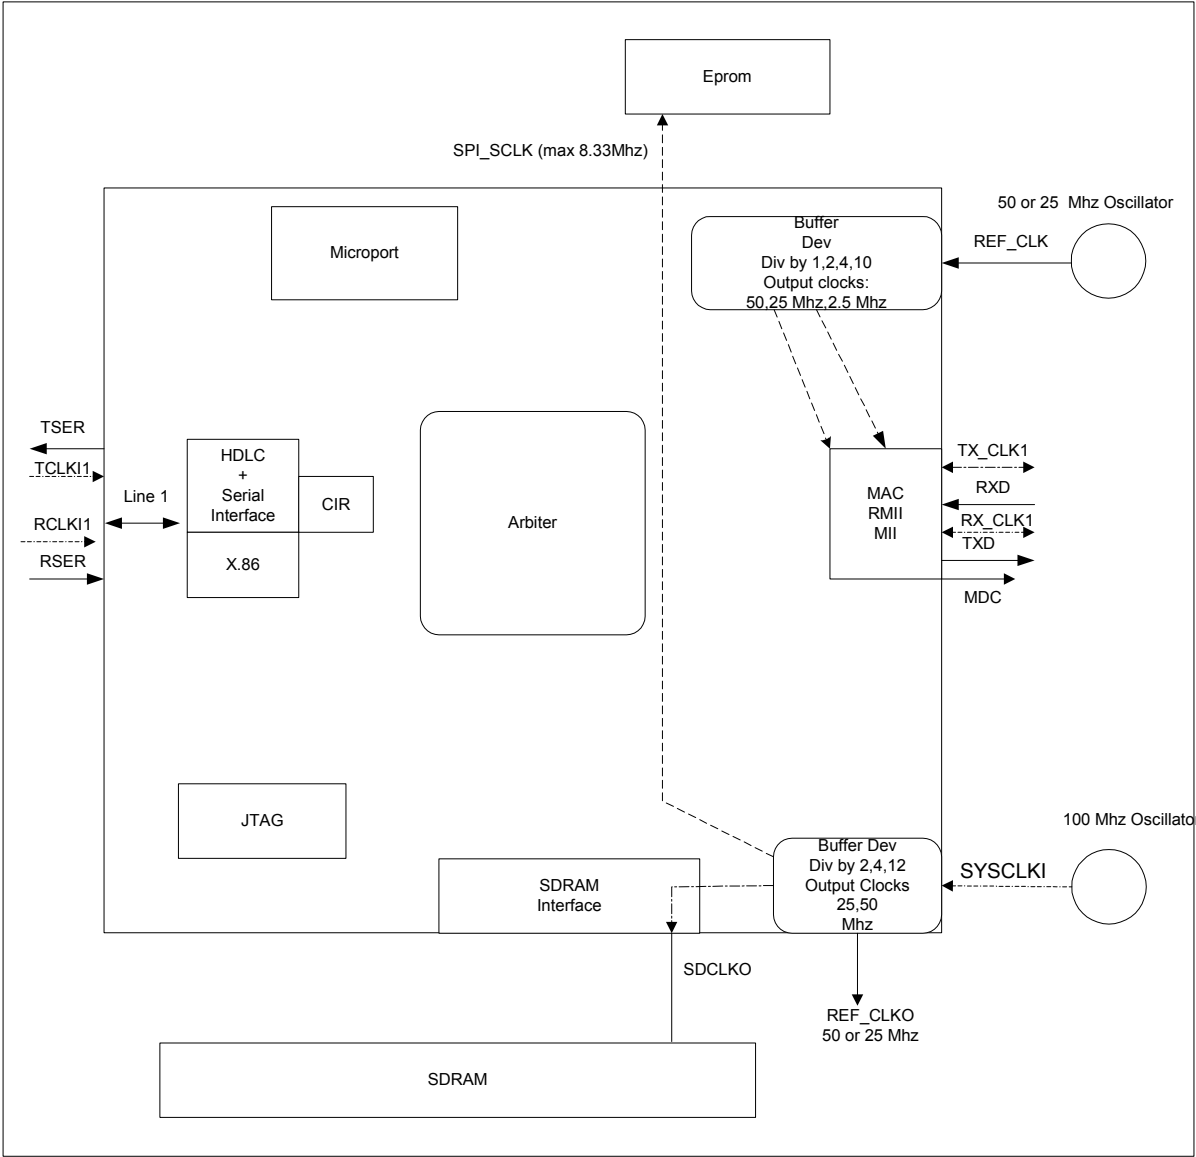 Eprom
SPI_SCLK (max 8.33Mhz)
50 or 25 Mhz Oscillator
REF_CLK
Buffer
Dev
Div by 1,2,4,10
Output clocks:
50,25 Mhz,2.5 Mhz
Microport
TSER
TCLKI1
Line 1
RCLKI1
RSER
HDLC
+
Serial
Interface
CIR
X.86
Arbiter
MAC
RMII
MII
TX_CLK1
RXD
RX_CLK1
TXD
MDC
JTAG
SDRAM
Interface
Buffer Dev
Div by 2,4,12
Output Clocks
25,50
Mhz
100 Mhz Oscillato
SYSCLKI
SDCLKO
REF_CLKO
50 or 25 Mhz
SDRAM